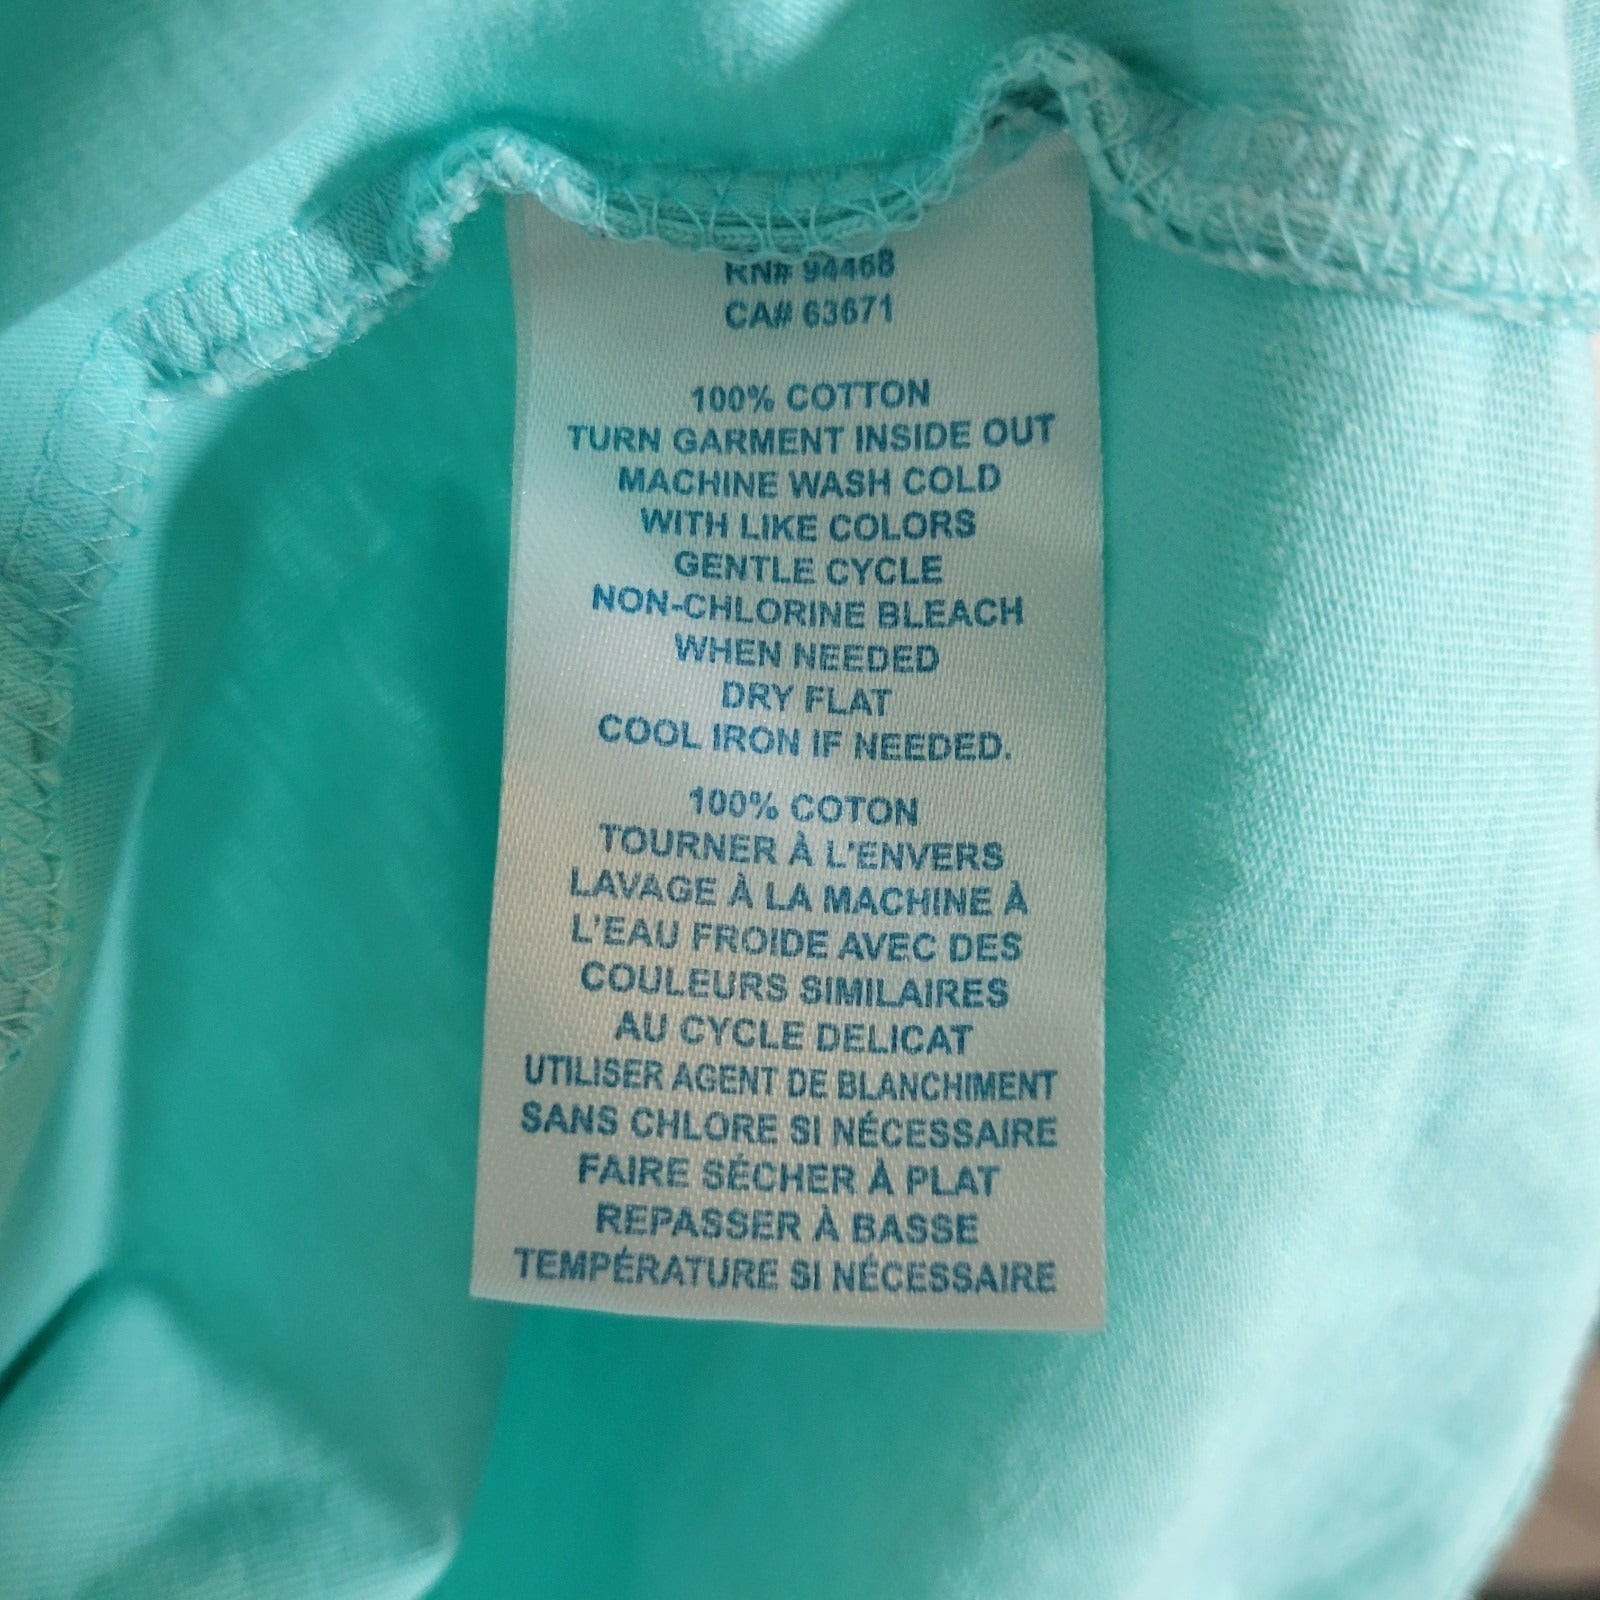 RN# 94468
CA# 63671
100% COTTON
TURN GARMENT INSIDE OUT
MACHINE WASH COLD
WITH LIKE COLORS
GENTLE CYCLE
NON-CHLORINE BLEACH
WHEN NEEDED
DRY FLAT
COOL IRON IF NEEDED.
100% COTON
TOURNER À L'ENVERS
LAVAGE À LA MACHINE À
L'EAU FROIDE AVEC DES
COULEURS SIMILAIRES
AU CYCLE DELICAT
UTILISER AGENT DE BLANCHIMENT
SANS CHLORE SI NÉCESSAIRE
FAIRE SÉCHER À PLAT
REPASSER À BASSE
TEMPÉRATURE SI NÉCESSAIRE